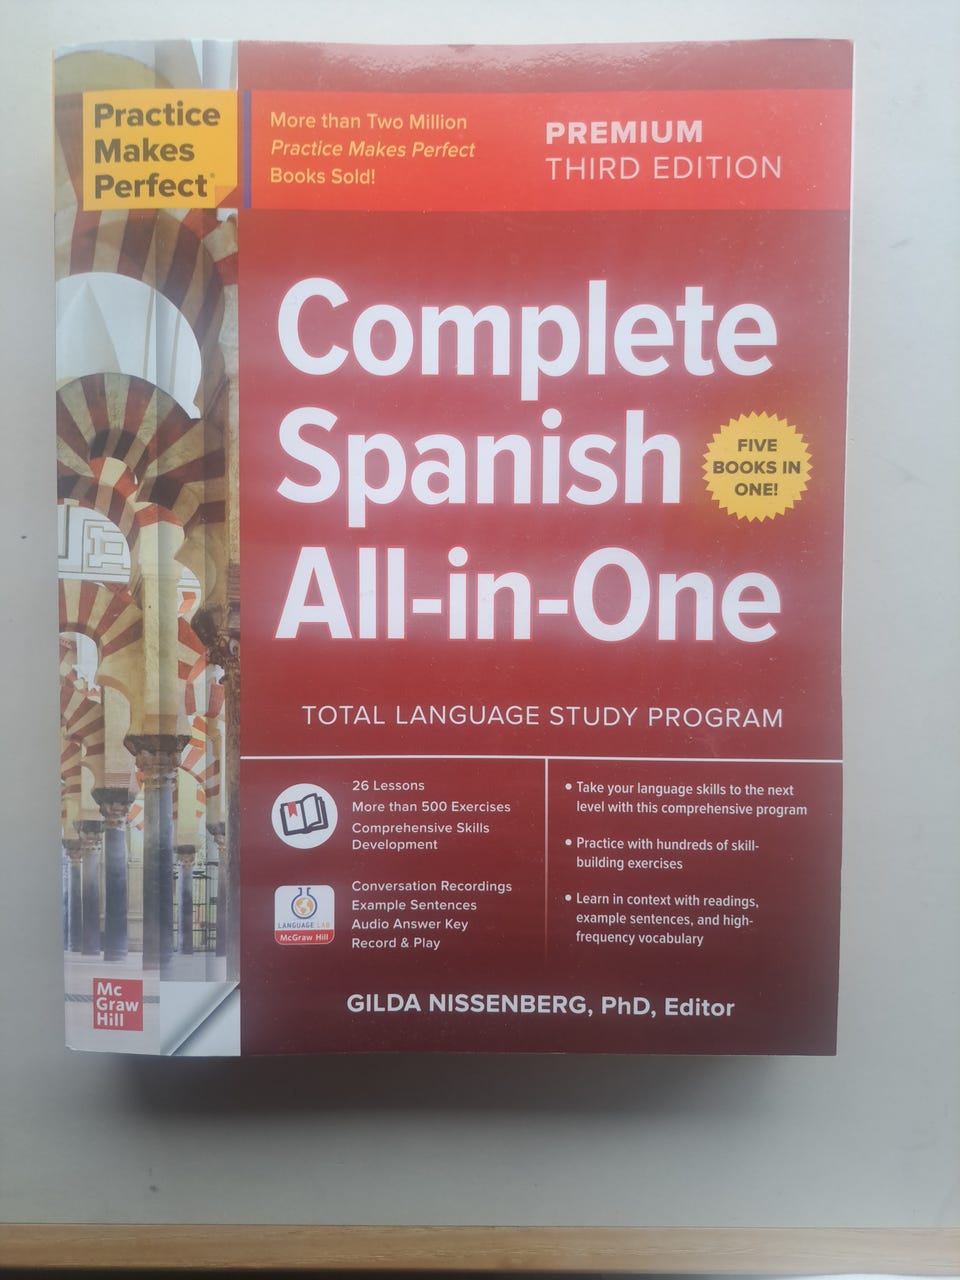 Practice
Makes
Perfect®
More than Two Million
Practice Makes Perfect
Books Sold!
PREMIUM
THIRD EDITION
Complete
Spanish
All-in-One
FIVE
BOOKS IN
ONE!
TOTAL LANGUAGE STUDY PROGRAM
26 Lessons
More than 500 Exercises
Comprehensive Skills
Development
LANGUAGE LAB
McGraw Hill
Conversation Recordings
Example Sentences
Audio Answer Key
Record & Play
• Take your language skills to the next
level with this comprehensive program
• Practice with hundreds of skill-
building exercises
• Learn in context with readings,
example sentences, and high-
frequency vocabulary
Mc
Graw
Hill
GILDA NISSENBERG, PhD, Editor